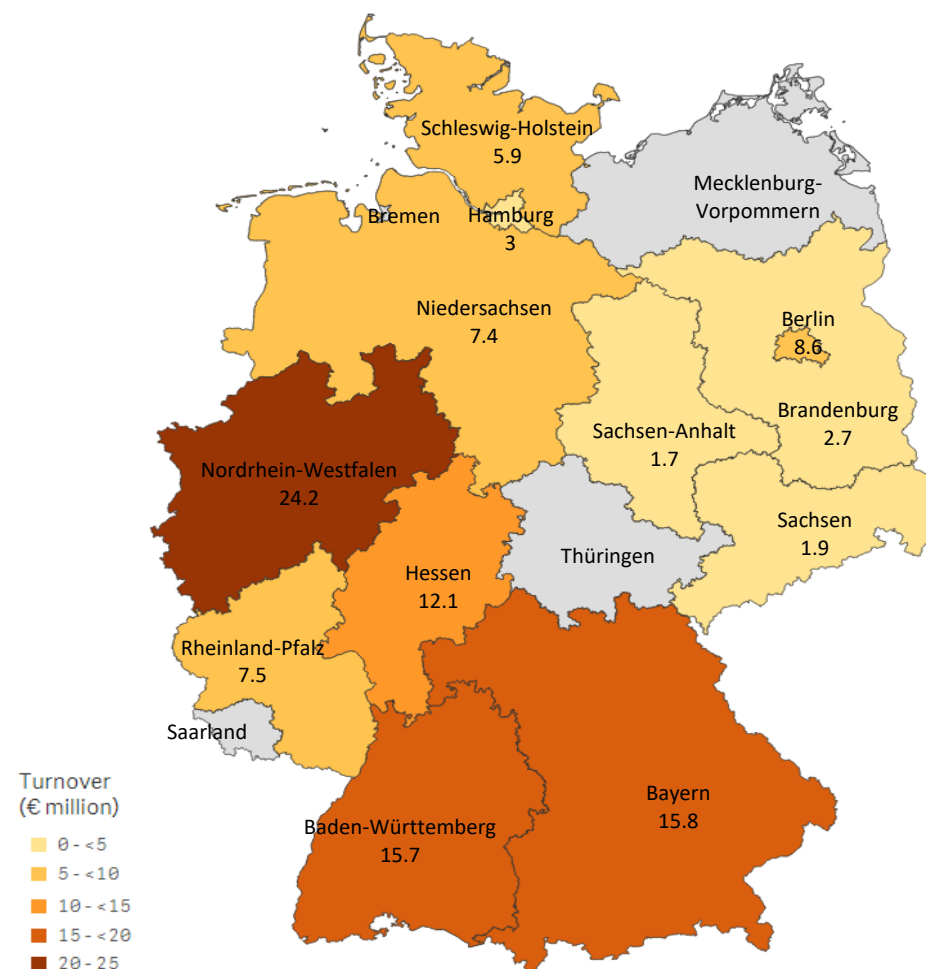 Schleswig-Holstein
5.9
Mecklenburg-
Vorpommern
Bremen
Hamburg
3
Niedersachsen
7.4
Berlin
8.6
Brandenburg
2.7
Sachsen-Anhalt
1.7
Nordrhein-Westfalen
24.2
Sachsen
1.9
Thüringen
Hessen
12.1
Rheinland-Pfalz
7.5
Saarland
Bayern
15.8
Baden-Württemberg
15.7
Turnover
(€ million)
0-<5
5-<10
10-<15
15-<20
20-25